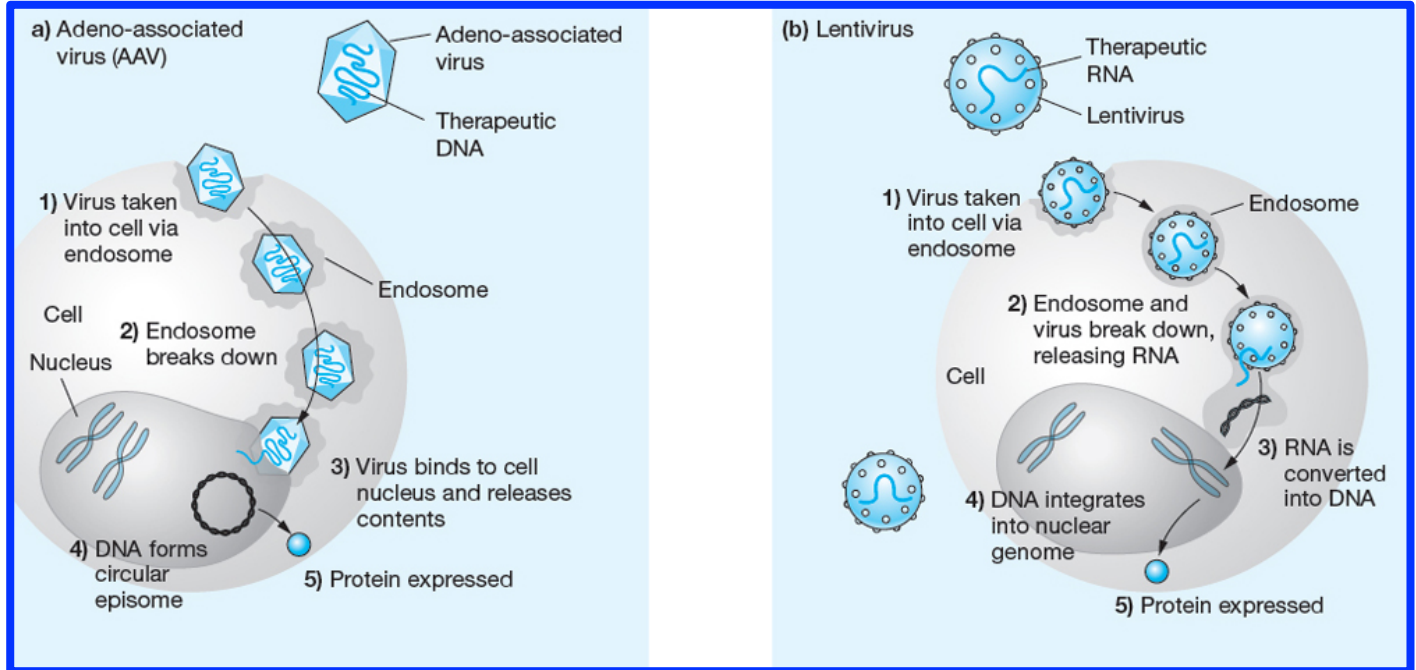 a) Adeno-associated
virus (AAV)
Adeno-associated
virus
Therapeutic
DNA
1) Virus taken
into cell via
endosome
Endosome
Cell
2) Endosome
breaks down
Nucleus
3) Virus binds to cell
nucleus and releases
contents
4) DNA forms
circular
episome
5) Protein expressed
(b) Lentivirus
Therapeutic
RNA
Lentivirus
1) Virus taken
into cell via
endosome
Endosome
2) Endosome and
virus break down,
releasing RNA
Cell
3) RNA is
converted
into DNA
4) DNA integrates
into nuclear
genome
5) Protein expressed